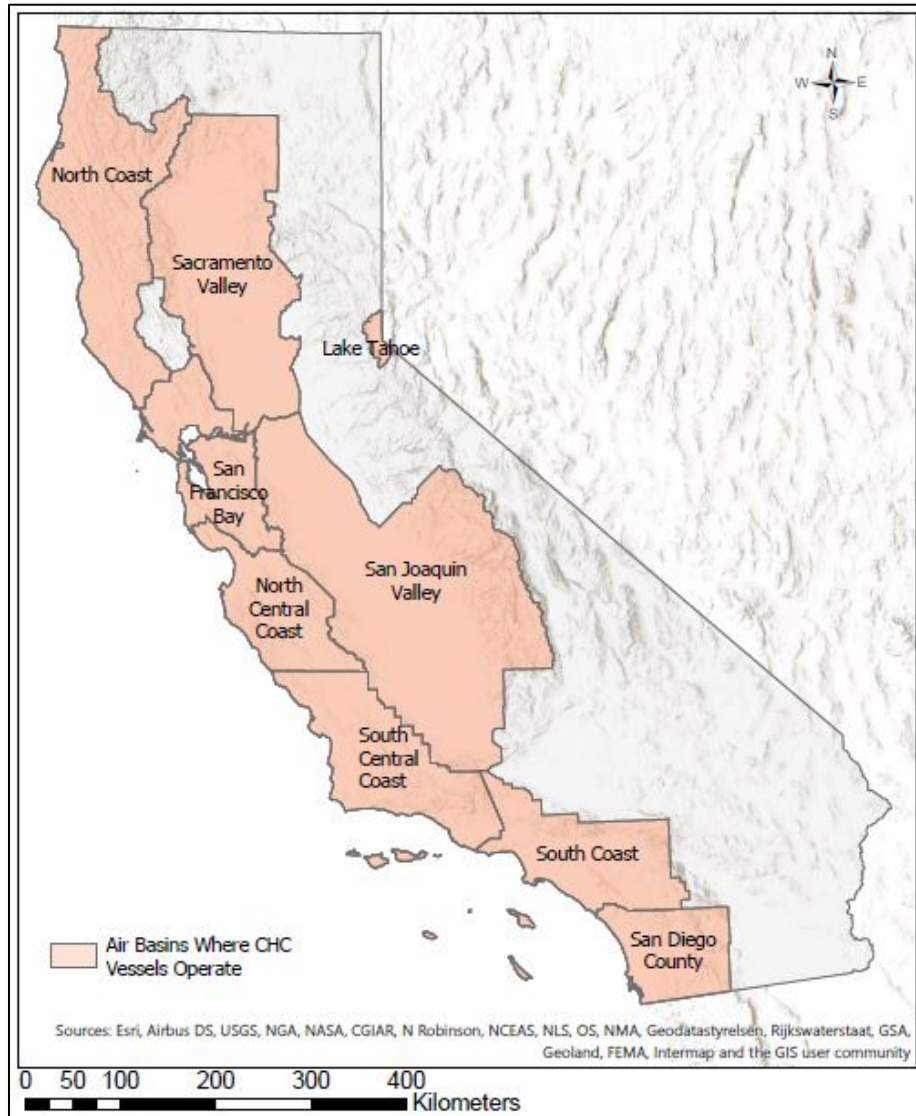 N
W E
S
North Coast
Sacramento
Valley
Lake Tahoe
San
Francisco
Bay
San Joaquin
Valley
North
Central
Coast
South
Central
Coast
South Coast
San Diego
County
Air Basins Where CHC
Vessels Operate
Sources: Esri, Airbus DS, USGS, NGA, NASA, CGIAR, N Robinson, NCEAS, NLS, OS, NMA, Geodatastyrelsen, Rijkswaterstaat, GSA,
Geoland, FEMA, Intermap and the GIS user community
0 50 100 200 300 400
Kilometers